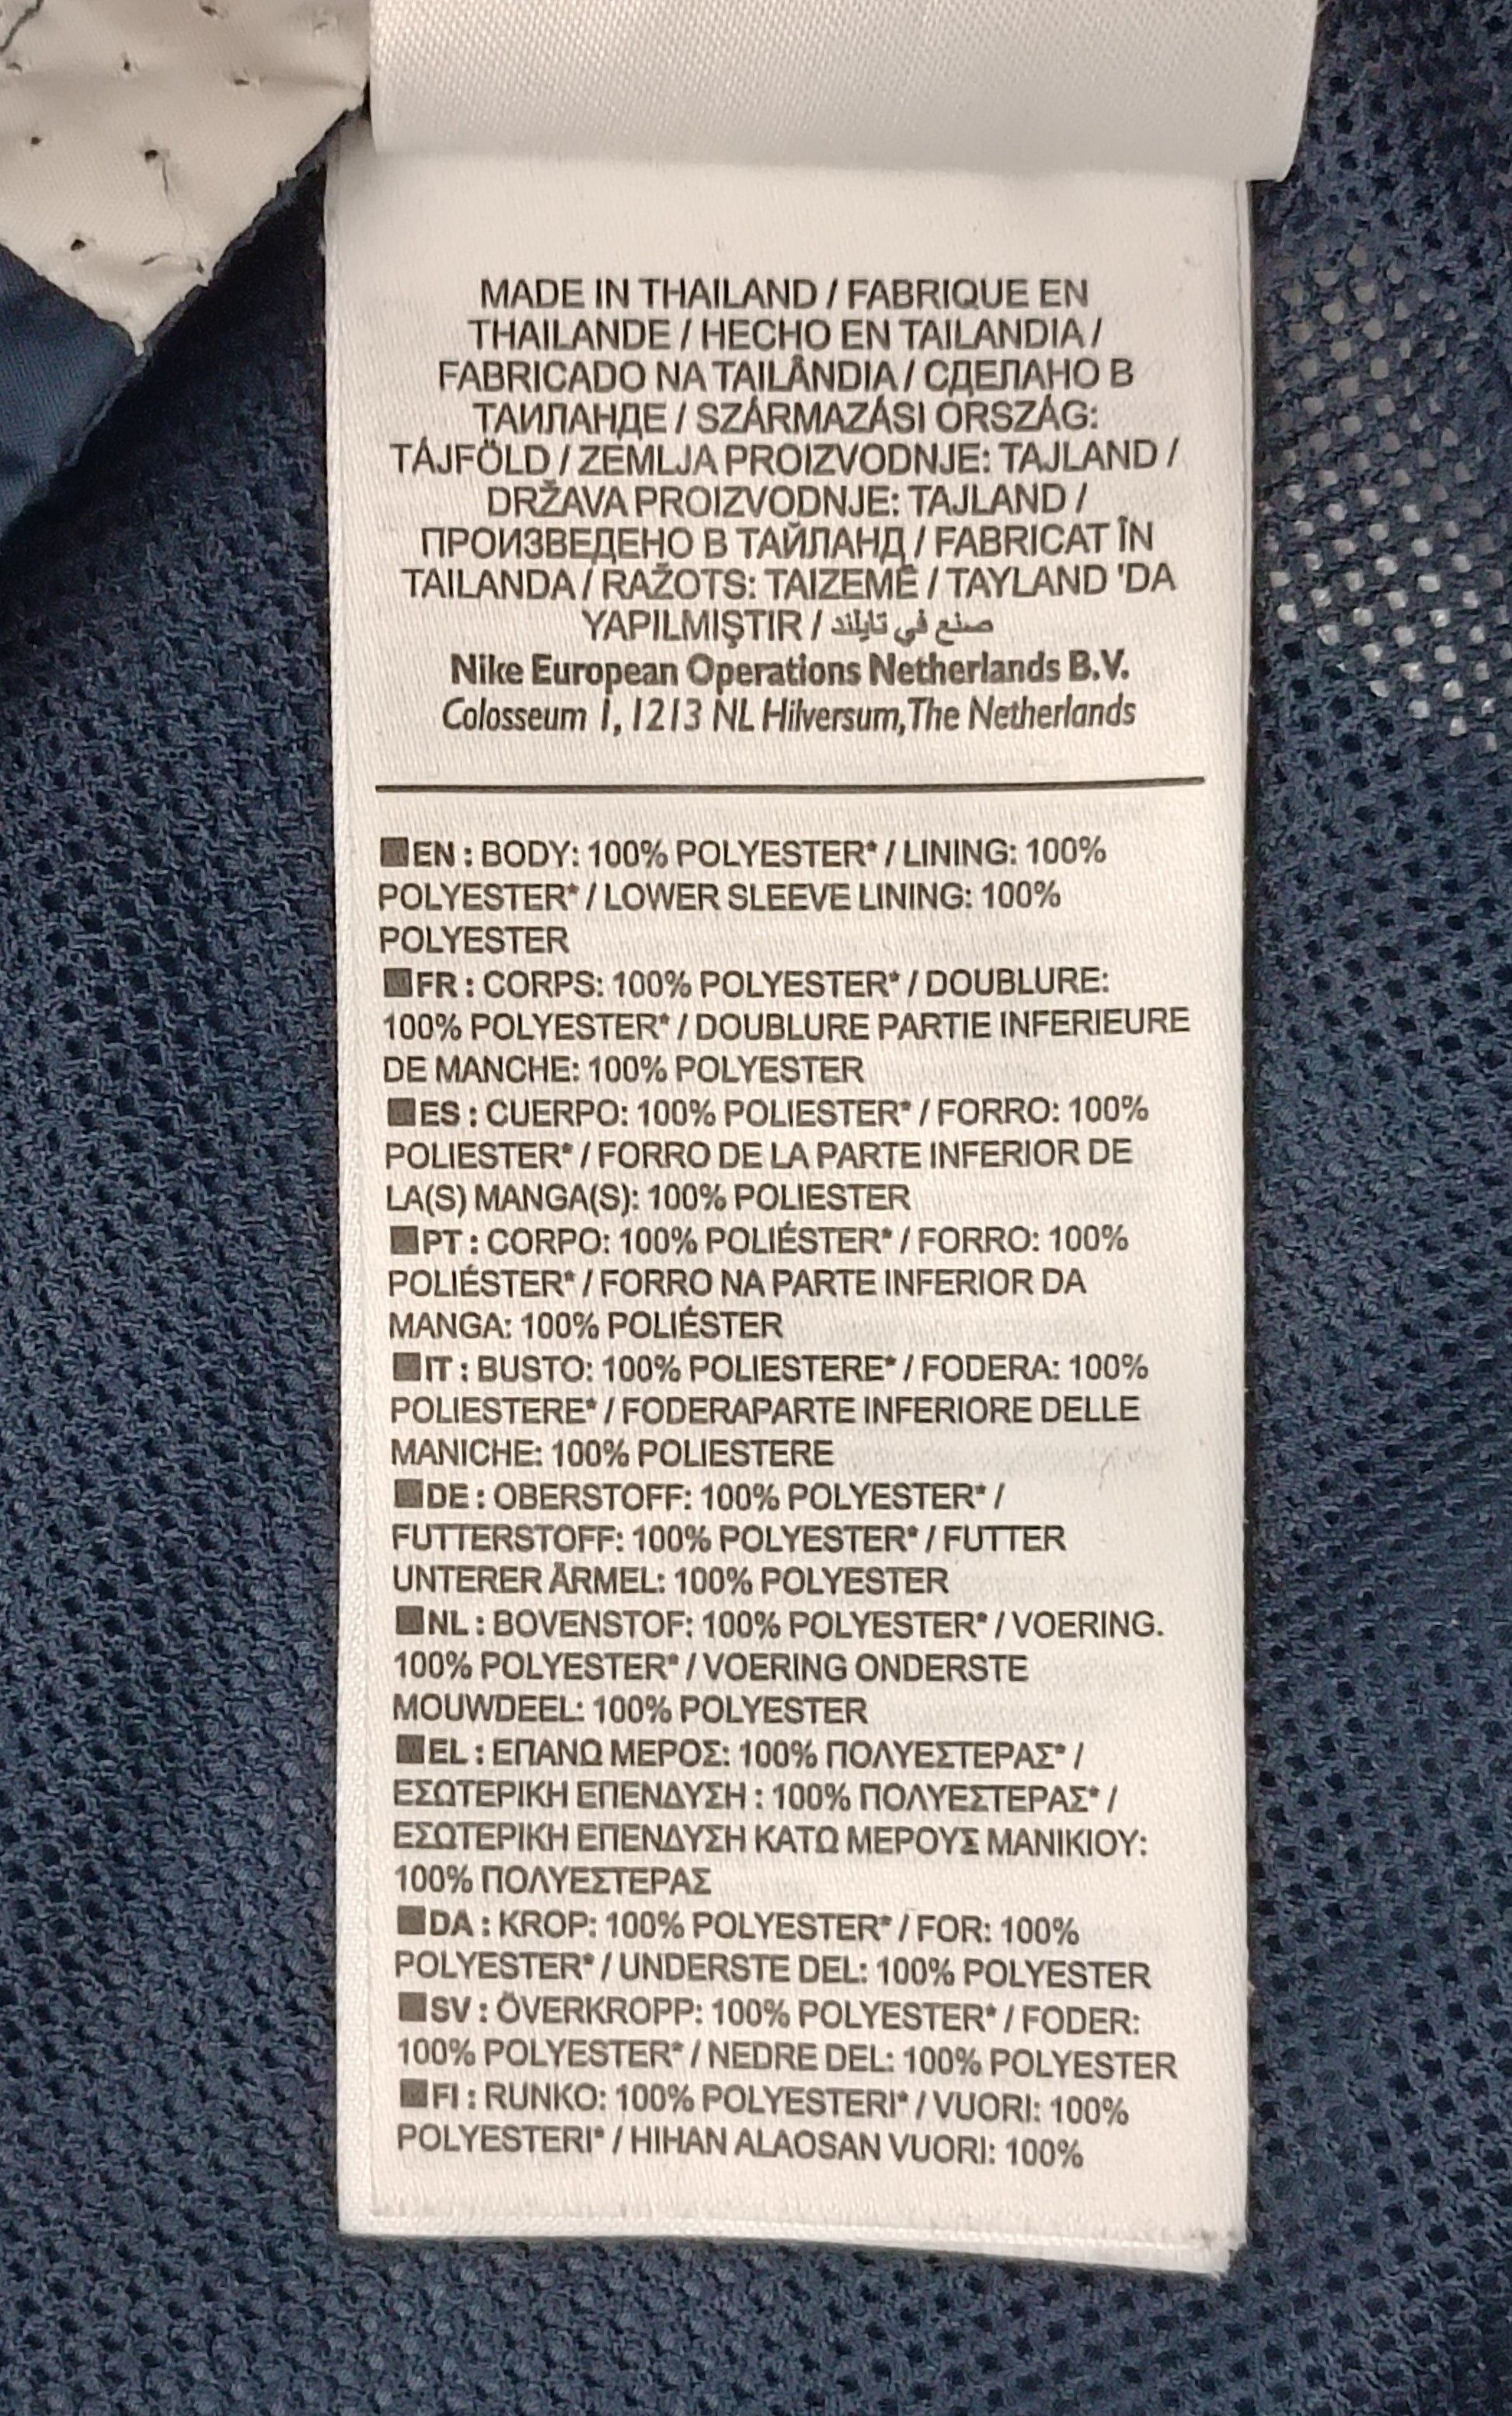 MADE IN THAILAND / FABRIQUE EN
THAILANDE / HECHO EN TAILANDIA /
FABRICADO NA TAILÂNDIA / СДЕЛАНО В
ТАИЛАНДЕ / SZÁRMAZÁSI ORSZÁG:
TÁJFÖLD / ZEMLJA PROIZVODNJE: TAJLAND /
DRŽAVA PROIZVODNJE: TAJLAND /
ПРОИЗВЕДЕНО В ТАЙЛАНД / FABRICAT ÎN
TAILANDA / RAŽOTS: TAIZEMĒ / TAYLAND 'DA
YAPILMIŞTIR / صنع في تايلند
Nike European Operations Netherlands B.V.
Colosseum 1, 1213 NL Hilversum, The Netherlands
■EN : BODY: 100% POLYESTER* / LINING: 100%
POLYESTER* / LOWER SLEEVE LINING: 100%
POLYESTER
■FR : CORPS: 100% POLYESTER* / DOUBLURE:
100% POLYESTER* / DOUBLURE PARTIE INFERIEURE
DE MANCHE: 100% POLYESTER
■ES : CUERPO: 100% POLIESTER* / FORRO: 100%
POLIESTER* / FORRO DE LA PARTE INFERIOR DE
LA(S) MANGA(S): 100% POLIESTER
■PT : CORPO: 100% POLIÉSTER* / FORRO: 100%
POLIÉSTER* / FORRO NA PARTE INFERIOR DA
MANGA: 100% POLIÉSTER
■IT : BUSTO: 100% POLIESTERE* / FODERA: 100%
POLIESTERE* / FODERAPARTE INFERIORE DELLE
MANICHE: 100% POLIESTERE
■DE : OBERSTOFF: 100% POLYESTER* /
FUTTERSTOFF: 100% POLYESTER* / FUTTER
UNTERER ÄRMEL: 100% POLYESTER
■NL : BOVENSTOF: 100% POLYESTER* / VOERING.
100% POLYESTER* / VOERING ONDERSTE
MOUWDEEL: 100% POLYESTER
■EL : ΕΠΑΝΩ ΜΕΡΟΣ: 100% ΠΟΛΥΕΣΤΕΡΑΣ* /
ΕΣΩΤΕΡΙΚΗ ΕΠΕΝΔΥΣΗ : 100% ΠΟΛΥΕΣΤΕΡΑΣ* /
ΕΣΩΤΕΡΙΚΗ ΕΠΕΝΔΥΣΗ ΚΑΤΩ ΜΕΡΟΥΣ ΜΑΝΙΚΙΟΥ:
100% ΠΟΛΥΕΣΤΕΡΑΣ
■DA : KROP: 100% POLYESTER* / FOR: 100%
POLYESTER* / UNDERSTE DEL: 100% POLYESTER
■SV : ÖVERKROPP: 100% POLYESTER* / FODER:
100% POLYESTER* / NEDRE DEL: 100% POLYESTER
■FI : RUNKO: 100% POLYESTERI* / VUORI: 100%
POLYESTERI* / HIHAN ALAOSAN VUORI: 100%